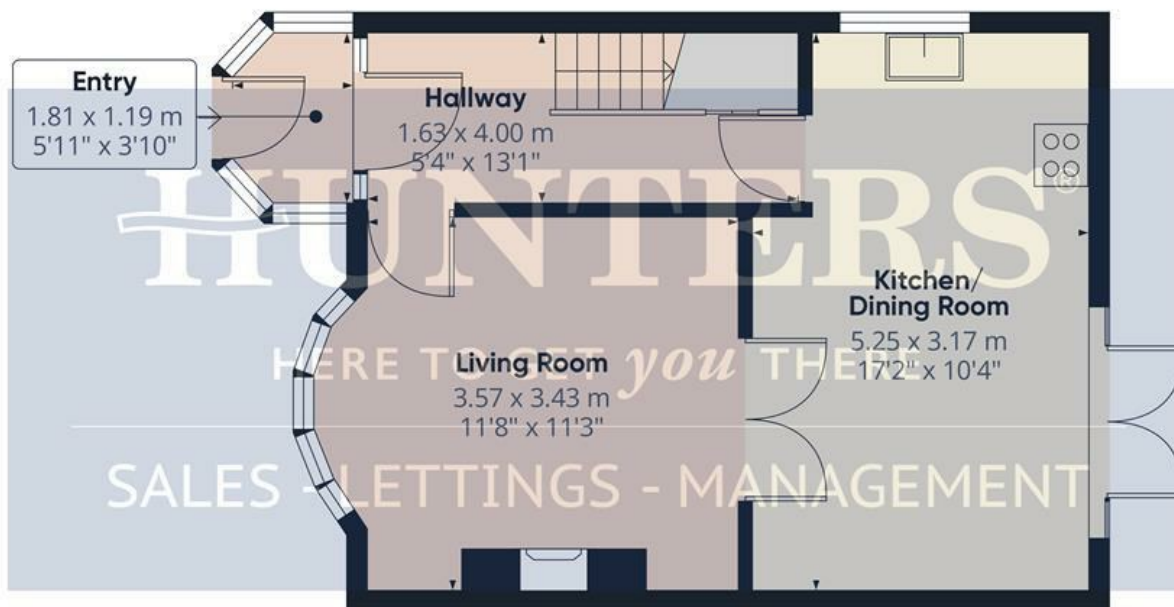 Entry
1.81 x 1.19 m
5'11" x 3'10"
Hallway
1.63 x 4.00 m
5'4" x 13'1"
HUNTERS®
Kitchen/
Dining Room
5.25 x 3.17 m
17'2" x 10'4"
HERE TO GET you THERE
Living Room
3.57 x 3.43 m
11'8" x 11'3"
SALES - LETTINGS - MANAGEMENT